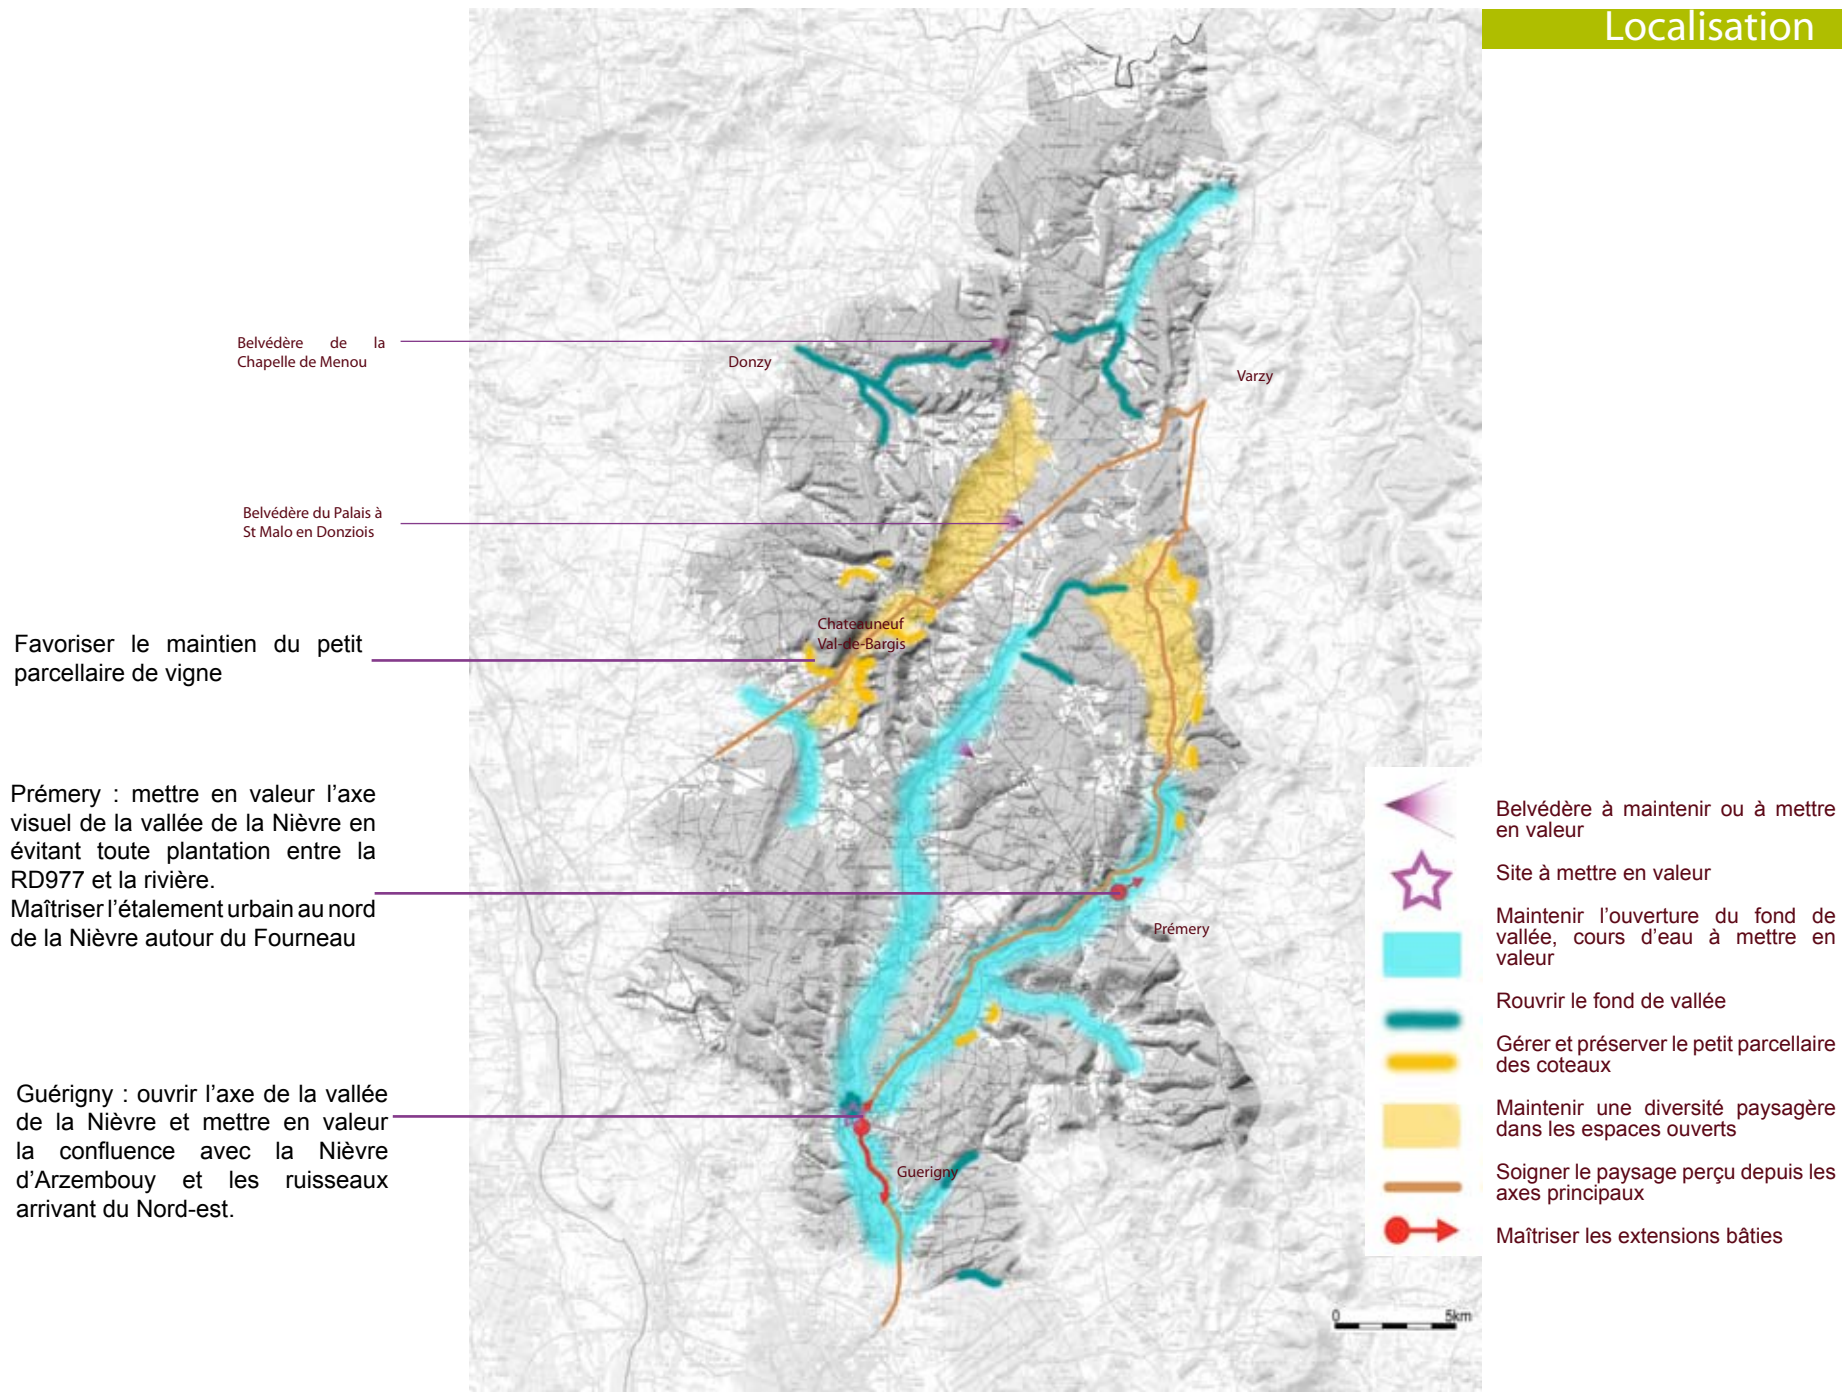 Localisation
Belvédère de la
Chapelle de Menou
Donzy
Varzy
Belvédère du Palais à
St Malo en Donziois
Chateauneuf
Val-de-Bargis
Favoriser le maintien du petit
parcellaire de vigne
Prémery : mettre en valeur l’axe
visuel de la vallée de la Nièvre en
évitant toute plantation entre la
RD977 et la rivière.
Maîtriser l’étalement urbain au nord
de la Nièvre autour du Fourneau
Prémery
Guérigny : ouvrir l’axe de la vallée
de la Nièvre et mettre en valeur
la confluence avec la Nièvre
d’Arzembouy et les ruisseaux
arrivant du Nord-est.
Guerigny
Belvédère à maintenir ou à mettre
en valeur
Site à mettre en valeur
Maintenir l’ouverture du fond de
vallée, cours d’eau à mettre en
valeur
Rouvrir le fond de vallée
Gérer et préserver le petit parcellaire
des coteaux
Maintenir une diversité paysagère
dans les espaces ouverts
Soigner le paysage perçu depuis les
axes principaux
Maîtriser les extensions bâties
0 5km